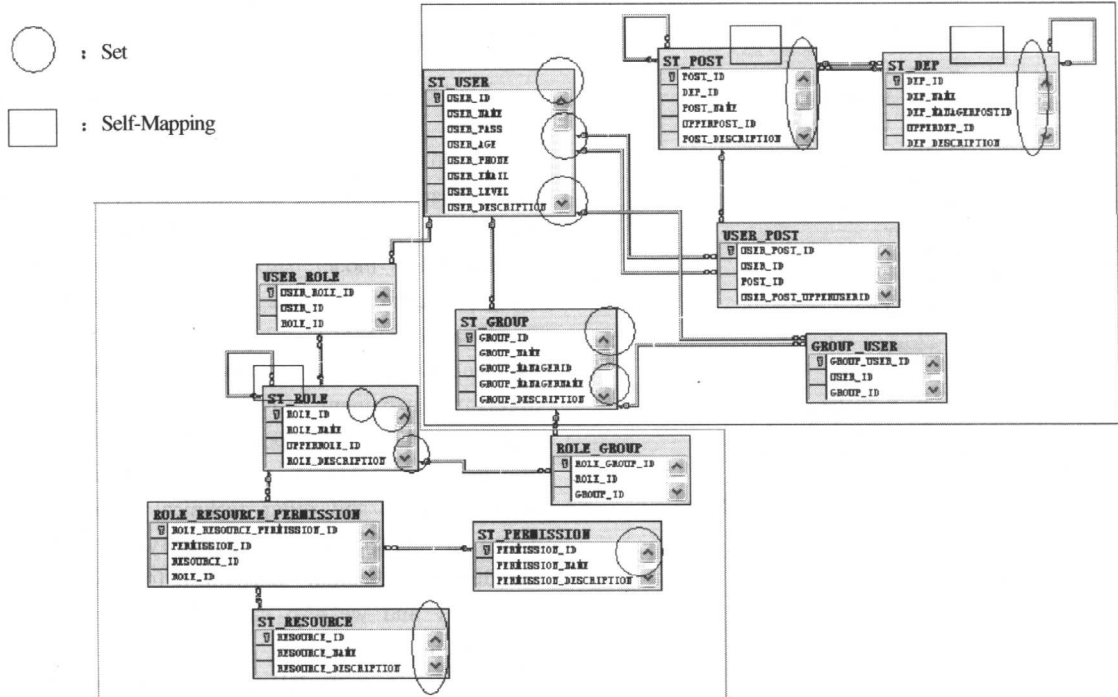 : Set
: Self-Mapping
ST_USER
USER_ID
USER_NAME
USER_PASS
USER_AGE
USER_PHONE
USER_EMAIL
USER_LEVEL
USER_DESCRIPTION
ST_POST
POST_ID
DEP_ID
POST_NAME
UPPERPOST_ID
POST_DESCRIPTION
ST_DEP
DEP_ID
DEP_NAME
DEP_MANAGERPOSTID
UPPERDEP_ID
DEP_DESCRIPTION
USER_POST
USER_POST_ID
USER_ID
POST_ID
USER_POST_UPPERUSERID
USER_ROLE
USER_ROLE_ID
USER_ID
ROLE_ID
ST_GROUP
GROUP_ID
GROUP_NAME
GROUP_MANAGERID
GROUP_MANAGERNAME
GROUP_DESCRIPTION
GROUP_USER
GROUP_USER_ID
USER_ID
GROUP_ID
ST_ROLE
ROLE_ID
ROLE_NAME
UPPERROLE_ID
ROLE_DESCRIPTION
ROLE_GROUP
ROLE_GROUP_ID
ROLE_ID
GROUP_ID
ROLE_RESOURCE_PERMISSION
ROLE_RESOURCE_PERMISSION_ID
PERMISSION_ID
RESOURCE_ID
ROLE_ID
ST_PERMISSION
PERMISSION_ID
PERMISSION_NAME
PERMISSION_DESCRIPTION
ST_RESOURCE
RESOURCE_ID
RESOURCE_NAME
RESOURCE_DESCRIPTION